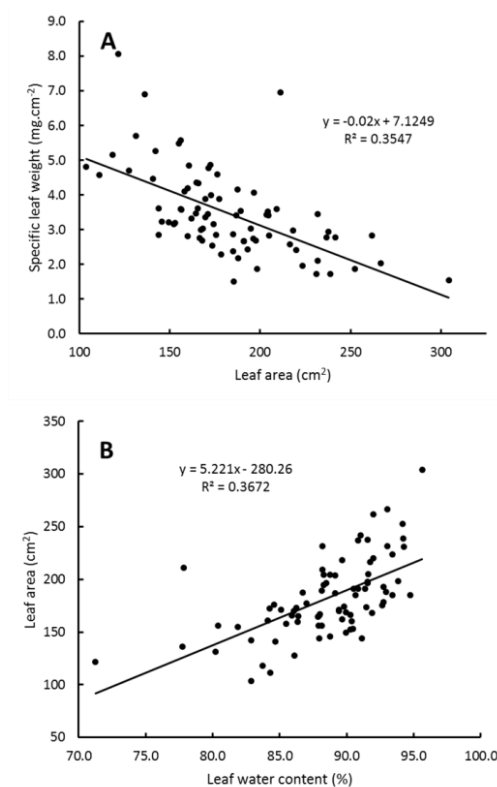 A
9.0
8.0
7.0
6.0
5.0
4.0
3.0
2.0
1.0
0.0
Specific leaf weight (mg.cm-2)
y = -0.02x + 7.1249
R² = 0.3547
100 150 200 250 300
Leaf area (cm²)
B
350
300
250
200
150
100
50
Leaf area (cm²)
y = 5.221x - 280.26
R² = 0.3672
70.0 75.0 80.0 85.0 90.0 95.0 100.0
Leaf water content (%)